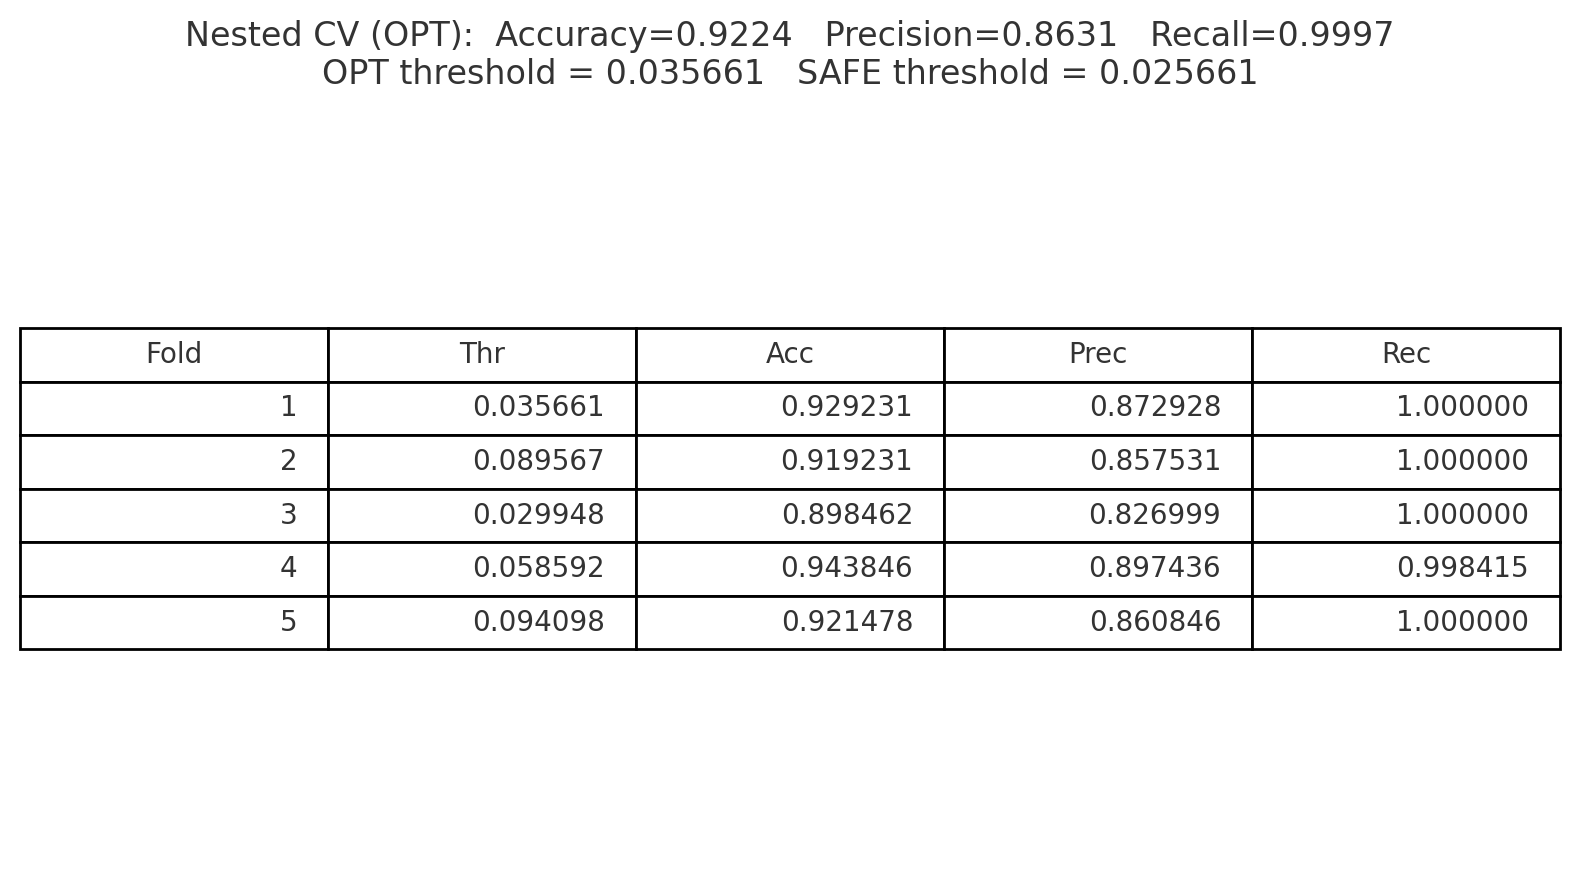 Nested CV (OPT):  Accuracy=0.9224   Precision=0.8631   Recall=0.9997
OPT threshold = 0.035661   SAFE threshold = 0.025661
Fold Thr Acc Prec Rec
1 0.035661 0.929231 0.872928 1.000000
2 0.089567 0.919231 0.857531 1.000000
3 0.029948 0.898462 0.826999 1.000000
4 0.058592 0.943846 0.897436 0.998415
5 0.094098 0.921478 0.860846 1.000000